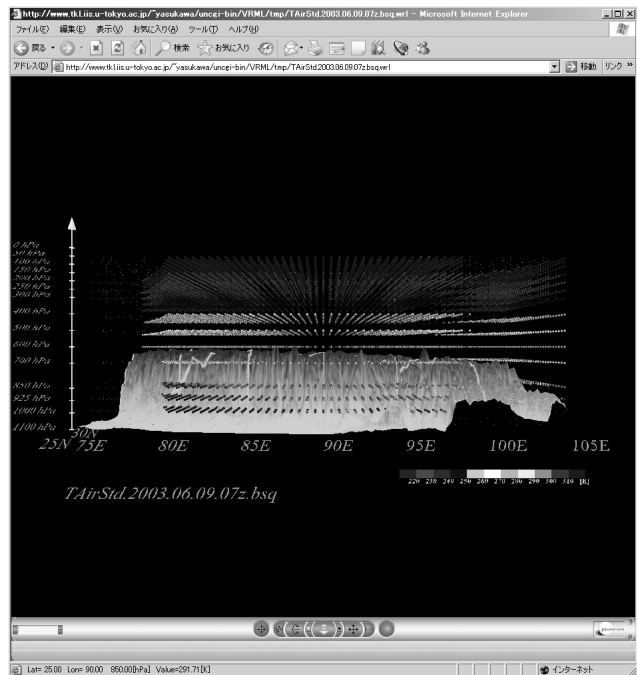 http://www.tkl.iis.u-tokyo.ac.jp/~yasukawa/uncgi-bin/VRML/tmp/TAirStd.2003.06.09.07z.bsq.wrl - Microsoft Internet Explorer
ファイル(F) 編集(E) 表示(V) お気に入り(A) ツール(T) ヘルプ(H)
戻る 検索 お気に入り
アドレス(D) http://www.tkl.iis.u-tokyo.ac.jp/~yasukawa/uncgi-bin/VRML/tmp/TAirStd.2003.06.09.07z.bsq.wrl 移動 リンク »
0 hPa
50 hPa
100 hPa
150 hPa
200 hPa
250 hPa
300 hPa
400 hPa
500 hPa
600 hPa
700 hPa
850 hPa
925 hPa
1000 hPa
1100 hPa
25N 30N 75E 80E 85E 90E 95E 100E 105E
220 230 240 250 260 270 280 290 300 310 [K]
TAirStd.2003.06.09.07z.bsq
Lat= 25.00 Lon= 90.00 850.00[hPa] Value=291.71[K] インターネット